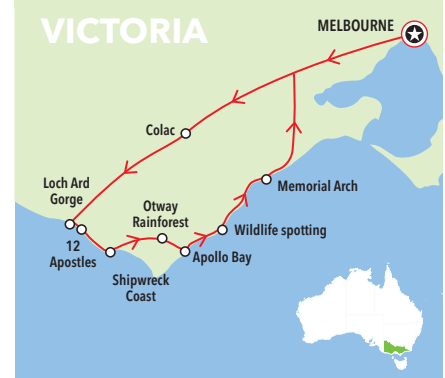 VICTORIA
MELBOURNE
Colac
Loch Ard
Gorge
12
Apostles
Otway
Rainforest
Shipwreck
Coast
Apollo Bay
Wildlife spotting
Memorial Arch